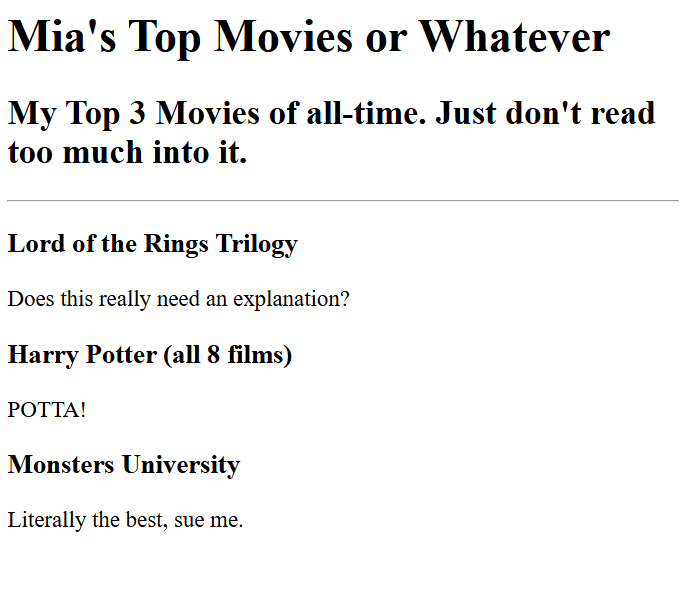 Mia's Top Movies or Whatever
My Top 3 Movies of all-time. Just don't read
too much into it.
Lord of the Rings Trilogy
Does this really need an explanation?
Harry Potter (all 8 films)
POTTA!
Monsters University
Literally the best, sue me.